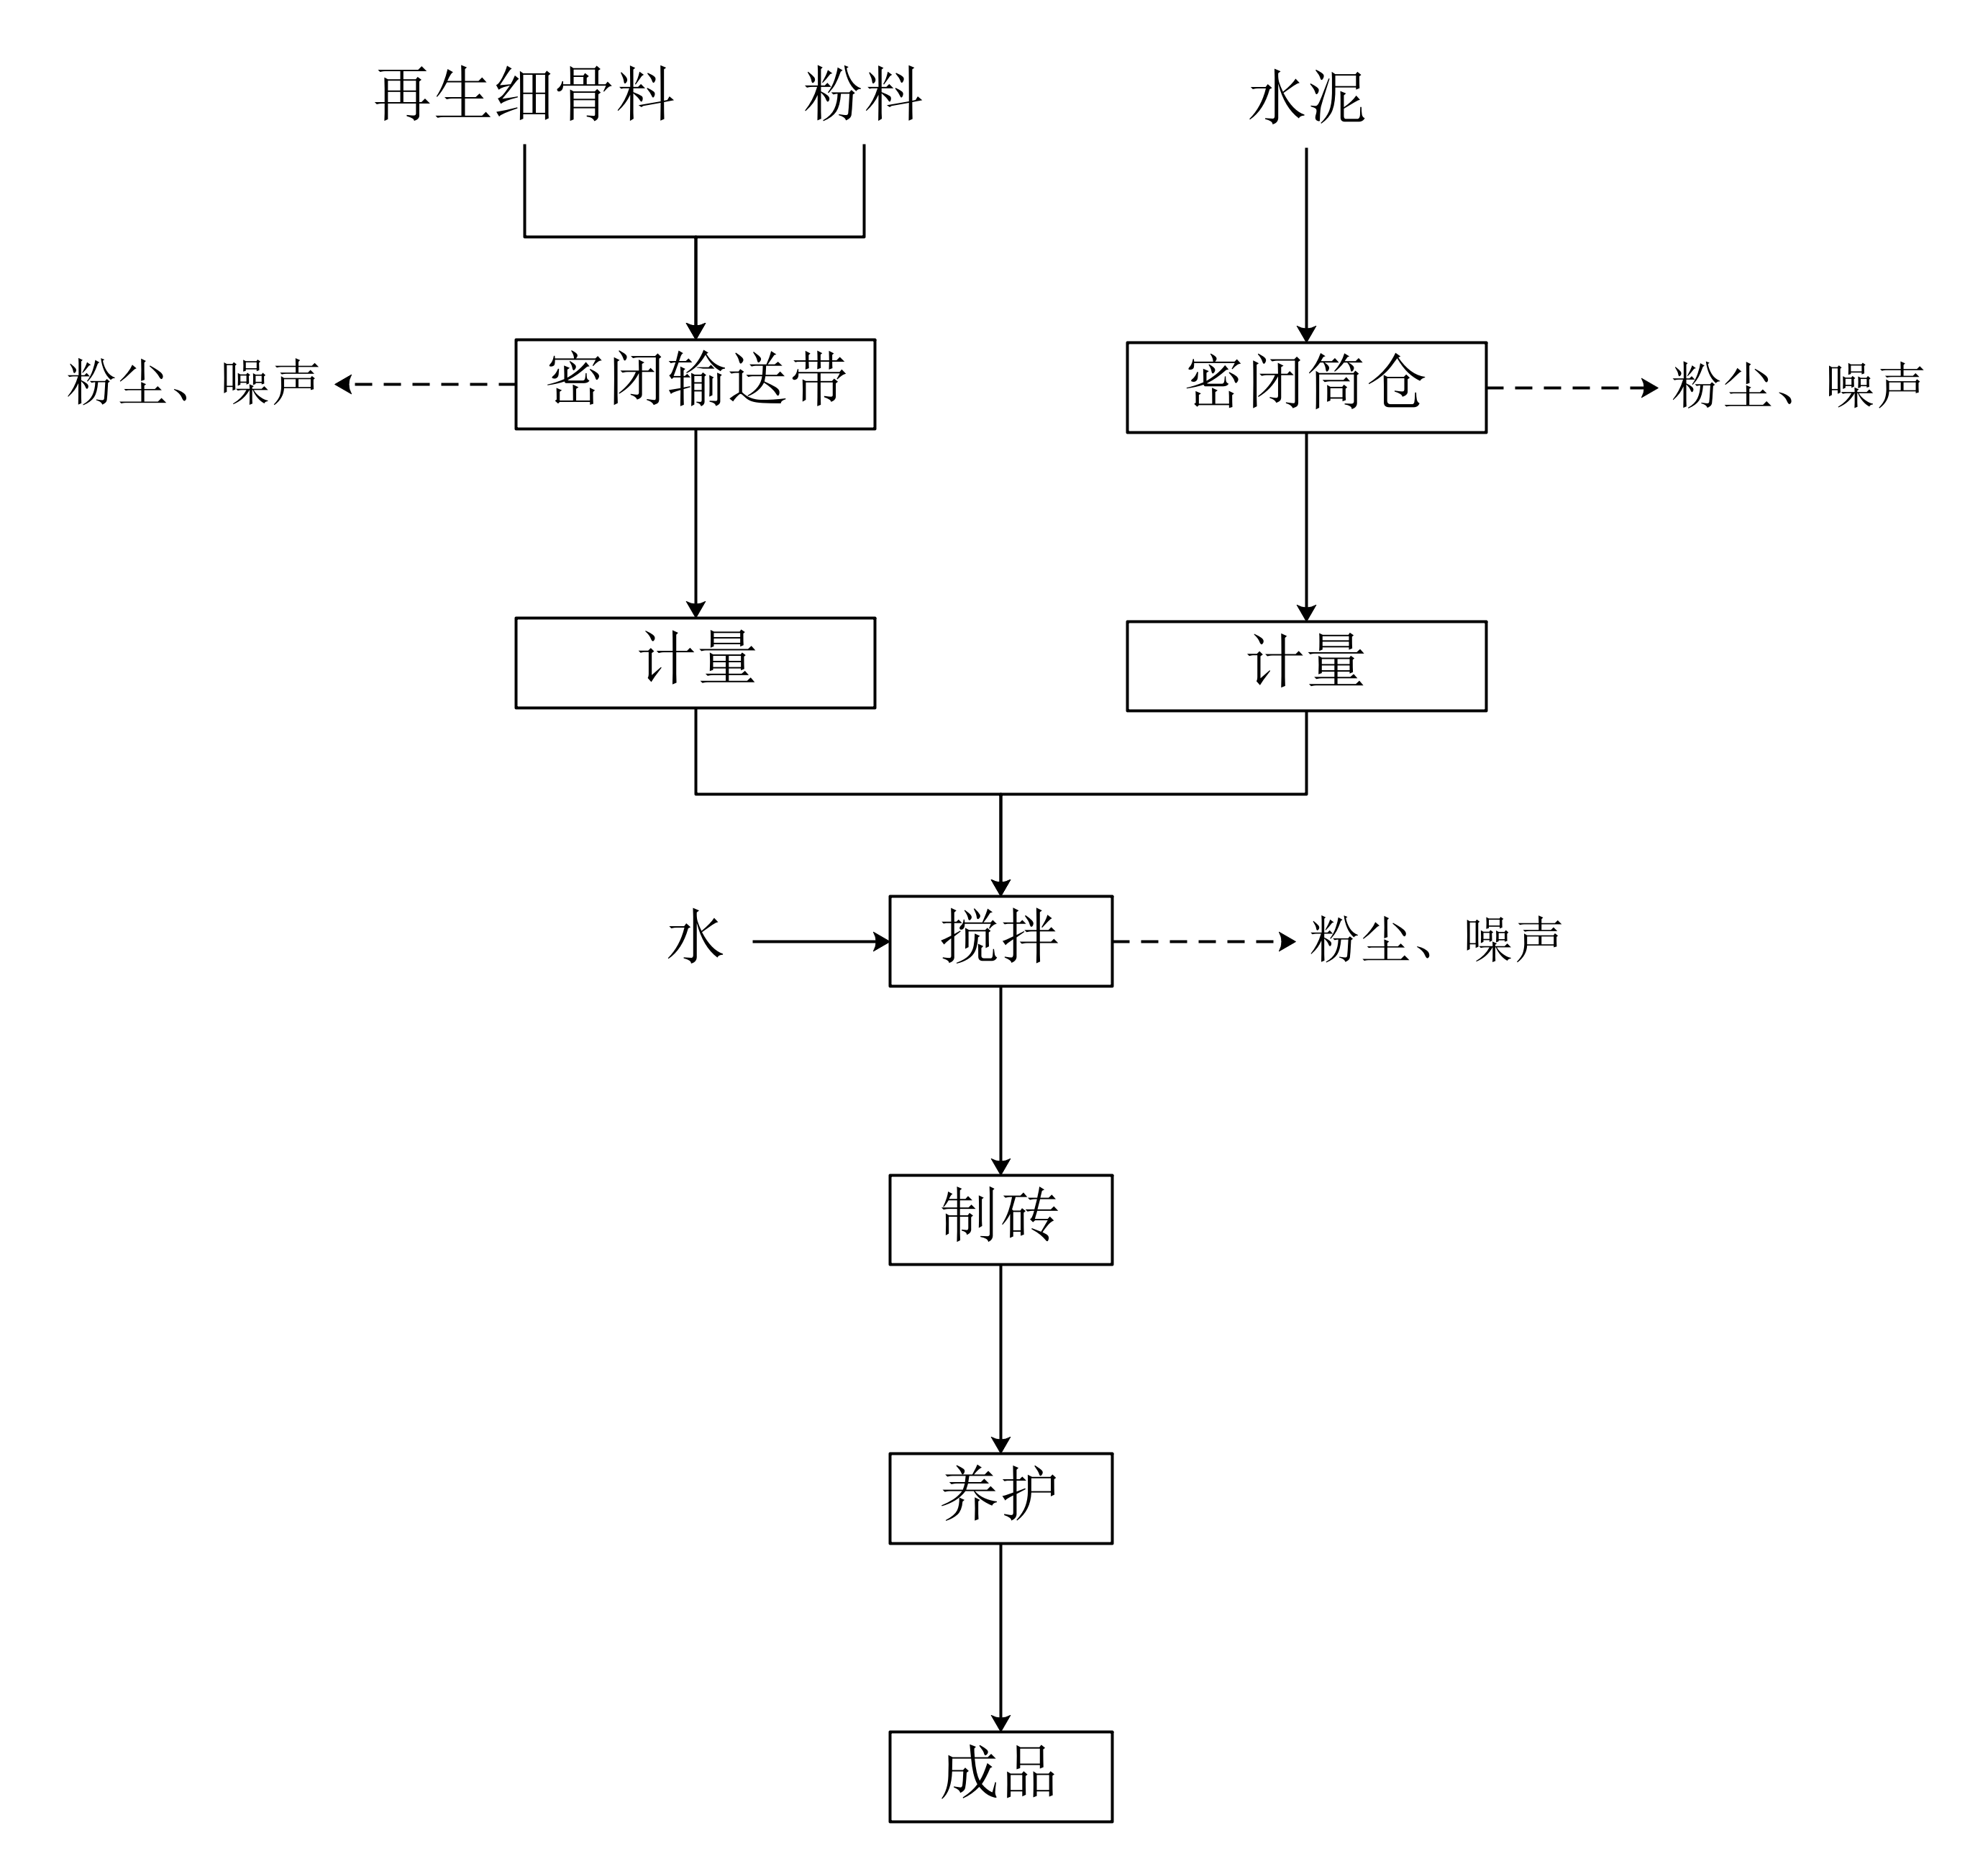 再生细骨料
粉料
水泥
粉尘、噪声
密闭输送带
密闭筒仓
粉尘、噪声
计量
计量
水
搅拌
粉尘、噪声
制砖
养护
成品